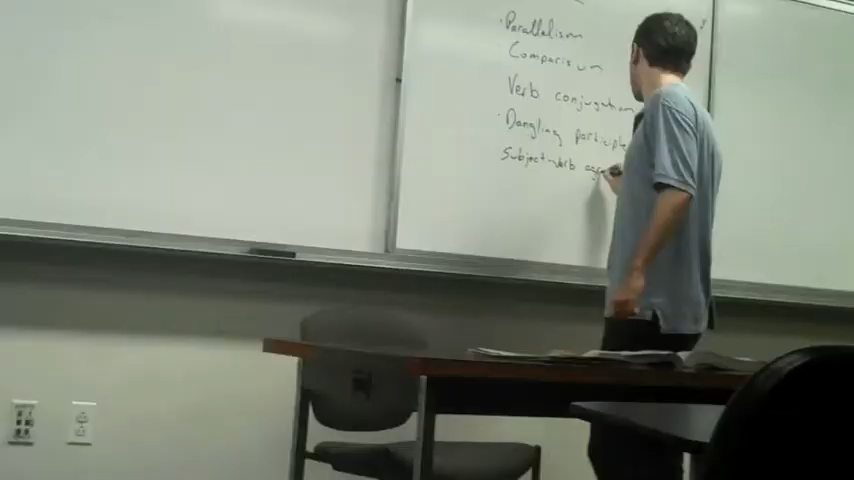 · Parallelism
Comparison
Verb conjugation
· Dangling participle
Subject-verb